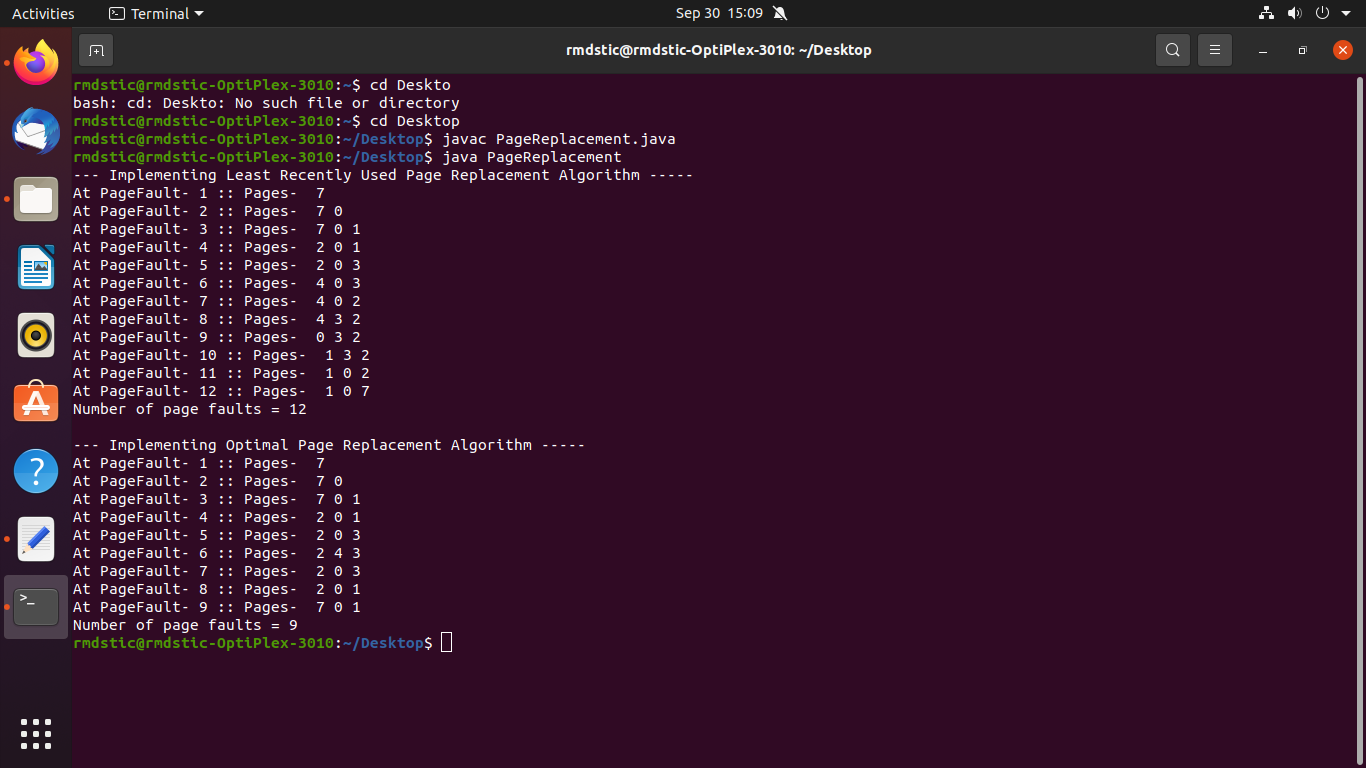 Activities Terminal Sep 30 15:09
rmdstic@rmdstic-OptiPlex-3010: ~/Desktop
rmdstic@rmdstic-OptiPlex-3010:~$ cd Deskto
bash: cd: Deskto: No such file or directory
rmdstic@rmdstic-OptiPlex-3010:~$ cd Desktop
rmdstic@rmdstic-OptiPlex-3010:~/Desktop$ javac PageReplacement.java
rmdstic@rmdstic-OptiPlex-3010:~/Desktop$ java PageReplacement
--- Implementing Least Recently Used Page Replacement Algorithm -----
At PageFault- 1 :: Pages-  7
At PageFault- 2 :: Pages-  7 0
At PageFault- 3 :: Pages-  7 0 1
At PageFault- 4 :: Pages-  2 0 1
At PageFault- 5 :: Pages-  2 0 3
At PageFault- 6 :: Pages-  4 0 3
At PageFault- 7 :: Pages-  4 0 2
At PageFault- 8 :: Pages-  4 3 2
At PageFault- 9 :: Pages-  0 3 2
At PageFault- 10 :: Pages-  1 3 2
At PageFault- 11 :: Pages-  1 0 2
At PageFault- 12 :: Pages-  1 0 7
Number of page faults = 12
--- Implementing Optimal Page Replacement Algorithm -----
At PageFault- 1 :: Pages-  7
At PageFault- 2 :: Pages-  7 0
At PageFault- 3 :: Pages-  7 0 1
At PageFault- 4 :: Pages-  2 0 1
At PageFault- 5 :: Pages-  2 0 3
At PageFault- 6 :: Pages-  2 4 3
At PageFault- 7 :: Pages-  2 0 3
At PageFault- 8 :: Pages-  2 0 1
At PageFault- 9 :: Pages-  7 0 1
Number of page faults = 9
rmdstic@rmdstic-OptiPlex-3010:~/Desktop$